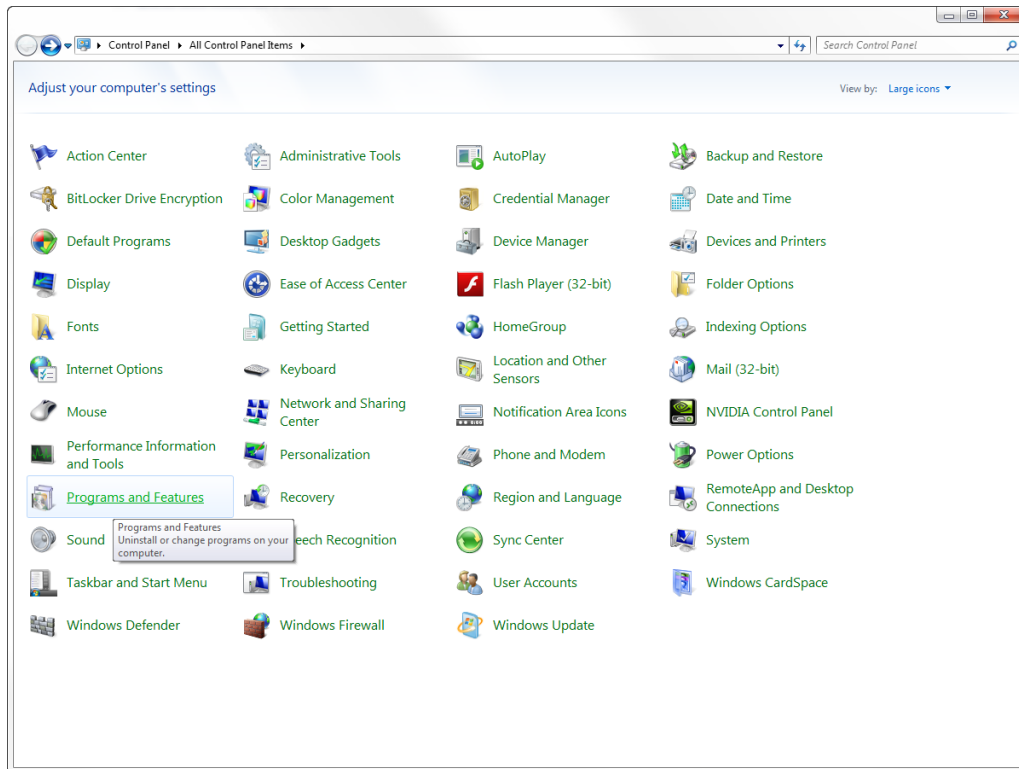 Control Panel All Control Panel Items Search Control Panel
Adjust your computer's settings View by: Large icons
Action Center Administrative Tools AutoPlay Backup and Restore
BitLocker Drive Encryption Color Management Credential Manager Date and Time
Default Programs Desktop Gadgets Device Manager Devices and Printers
Display Ease of Access Center Flash Player (32-bit) Folder Options
Fonts Getting Started HomeGroup Indexing Options
Internet Options Keyboard Location and Other
Sensors Mail (32-bit)
Mouse Network and Sharing
Center Notification Area Icons NVIDIA Control Panel
Performance Information
and Tools Personalization Phone and Modem Power Options
Programs and Features Recovery Region and Language RemoteApp and Desktop
Connections
Programs and Features
Uninstall or change programs on your
computer.
Sound eech Recognition Sync Center System
Taskbar and Start Menu Troubleshooting User Accounts Windows CardSpace
Windows Defender Windows Firewall Windows Update